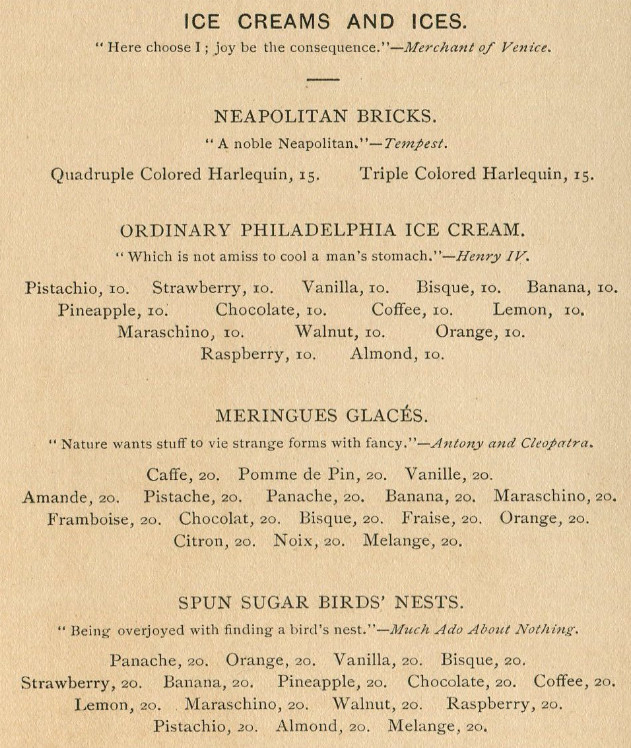 ICE CREAMS AND ICES.
"Here choose I; joy be the consequence."—Merchant of Venice.
NEAPOLITAN BRICKS.
"A noble Neapolitan."—Tempest.
Quadruple Colored Harlequin, 15. Triple Colored Harlequin, 15.
ORDINARY PHILADELPHIA ICE CREAM.
"Which is not amiss to cool a man's stomach."—Henry IV.
Pistachio, 10. Strawberry, 10. Vanilla, 10. Bisque, 10. Banana, 10.
Pineapple, 10. Chocolate, 10. Coffee, 10. Lemon, 10.
Maraschino, 10. Walnut, 10. Orange, 10.
Raspberry, 10. Almond, 10.
MERINGUES GLACÉS.
"Nature wants stuff to vie strange forms with fancy."—Antony and Cleopatra.
Caffe, 20. Pomme de Pin, 20. Vanille, 20.
Amande, 20. Pistache, 20. Panache, 20. Banana, 20. Maraschino, 20.
Framboise, 20. Chocolat, 20. Bisque, 20. Fraise, 20. Orange, 20.
Citron, 20. Noix, 20. Melange, 20.
SPUN SUGAR BIRDS' NESTS.
"Being overjoyed with finding a bird's nest."—Much Ado About Nothing.
Panache, 20. Orange, 20. Vanilla, 20. Bisque, 20.
Strawberry, 20. Banana, 20. Pineapple, 20. Chocolate, 20. Coffee, 20.
Lemon, 20. Maraschino, 20. Walnut, 20. Raspberry, 20.
Pistachio, 20. Almond, 20. Melange, 20.